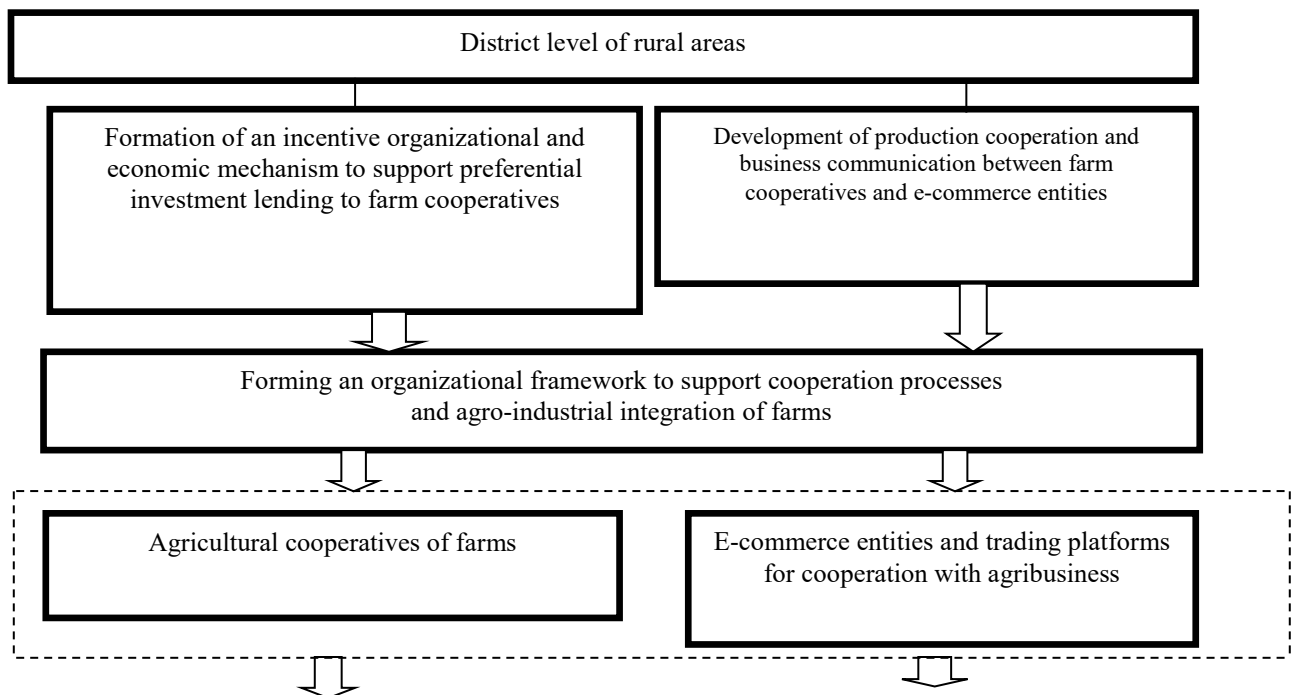 District level of rural areas
Formation of an incentive organizational and
economic mechanism to support preferential
investment lending to farm cooperatives
Development of production cooperation and
business communication between farm
cooperatives and e-commerce entities
Forming an organizational framework to support cooperation processes
and agro-industrial integration of farms
Agricultural cooperatives of farms
E-commerce entities and trading platforms
for cooperation with agribusiness